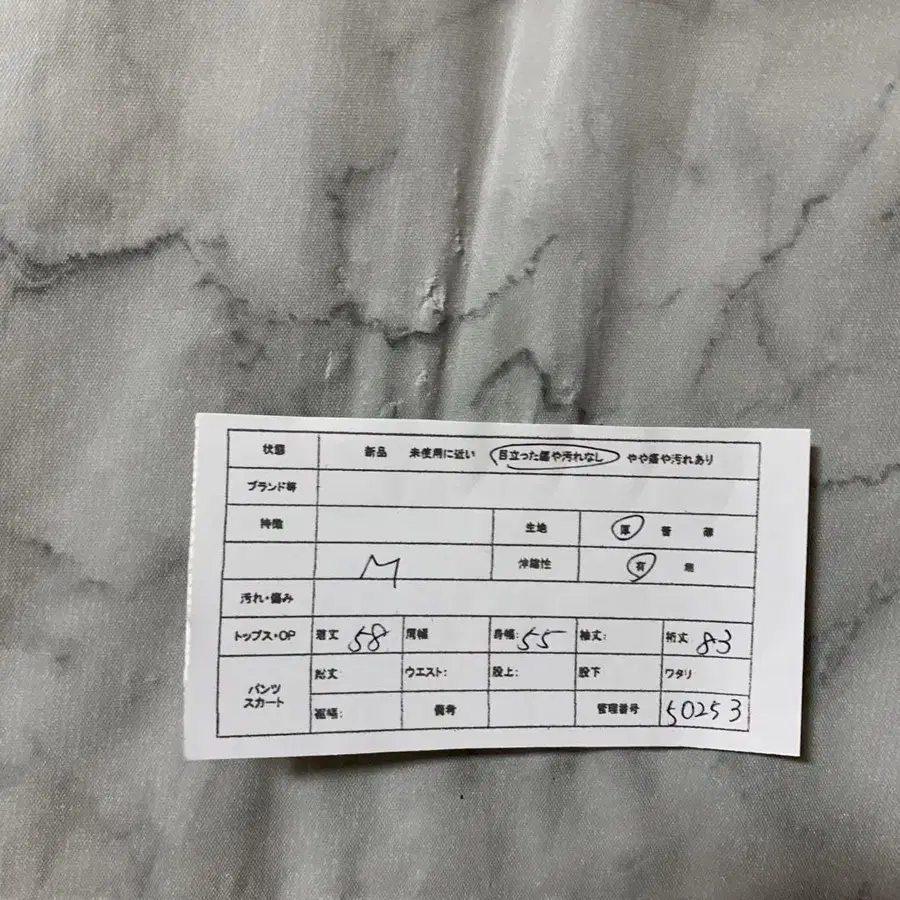 状態 新品 未使用に近い 目立った傷や汚れなし やや傷や汚れあり
ブランド等
特徴 生地 厚 普 薄
M 伸縮性 有 無
汚れ・傷み
トップス・OP 着丈 58 肩幅 身幅: 55 袖丈: 裄丈 83
パンツ スカート 総丈 ウエスト: 股上: 股下 ワタリ
裾幅: 備考 管理番号 50253